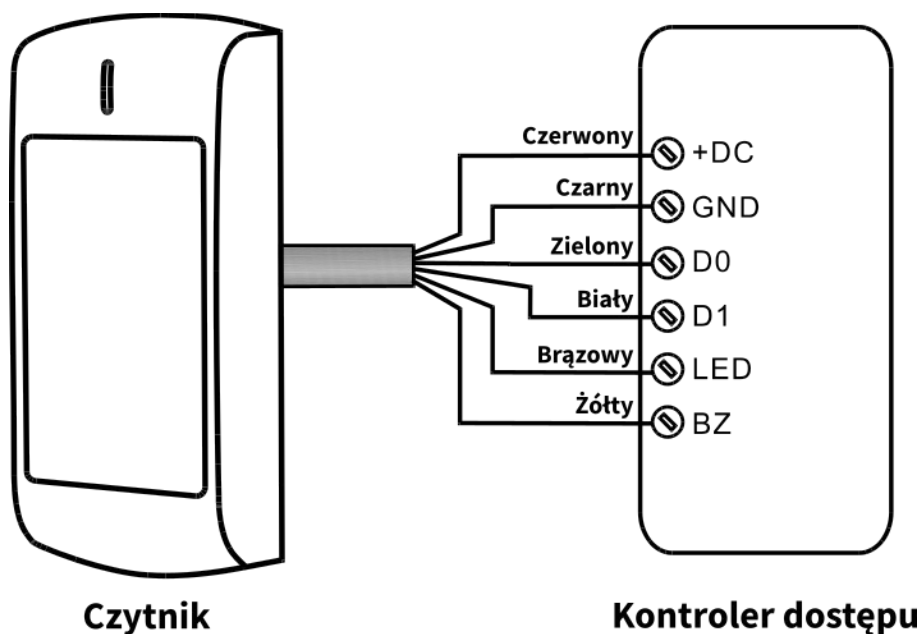 Czerwony
+DC
Czarny
GND
Zielony
D0
Biały
D1
Brązowy
LED
Żółty
BZ
Czytnik
Kontroler dostępu